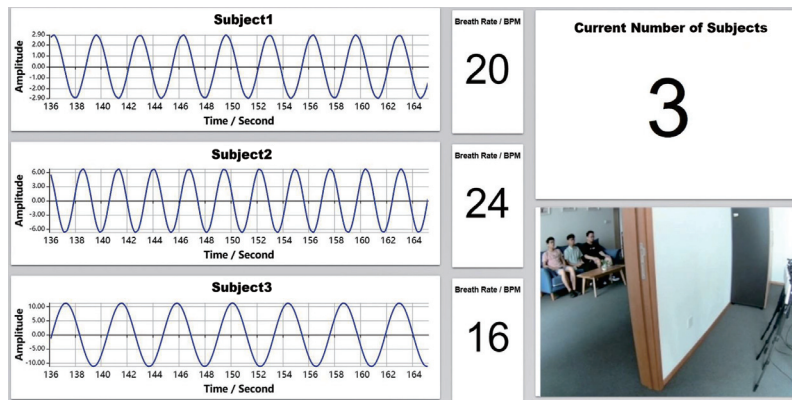 Subject1
Breath Rate / BPM
20
Amplitude
2.90
2.00
1.00
0.00
-1.00
-2.00
-2.90
136 138 140 142 144 146 148 150 152 154 156 158 160 162 164
Time / Second
Subject2
Breath Rate / BPM
24
Amplitude
6.00
3.00
0.00
-3.00
-6.00
136 138 140 142 144 146 148 150 152 154 156 158 160 162 164
Time / Second
Subject3
Breath Rate / BPM
16
Amplitude
10.00
5.00
0.00
-5.00
-10.00
136 138 140 142 144 146 148 150 152 154 156 158 160 162 164
Time / Second
Current Number of Subjects
3